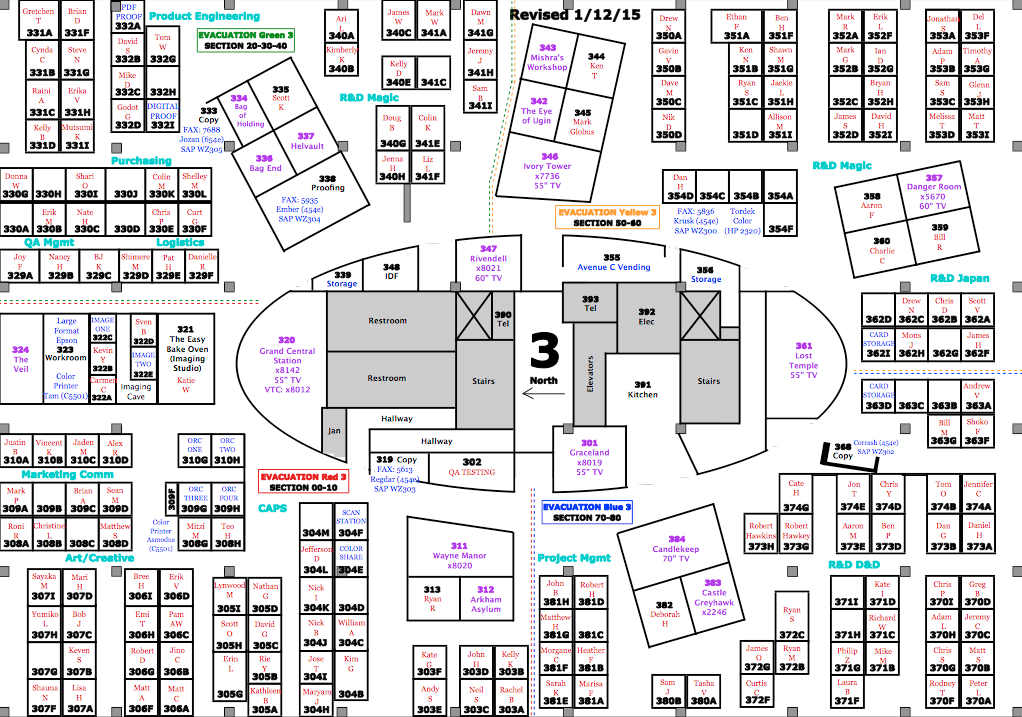 Revised 1/12/15
Product Engineering
EVACUATION Green 3
SECTION 20-30-40
Gretchen
A
331A
Brian
D
331F
Cynda
C
331B
Steve
N
331G
Raini
A
331C
Erika
V
331H
Kelly
B
331D
Mutsumi
K
331I
PDF
PROOF
332A
David
S
332B
Tom
W
332G
Mike
D
332C
332H
Godot
G
332D
DIGITAL
PROOF
332I
333
Copy
FAX: 7688
Jozan (654e)
SAP WZ305
334
Bag
of
Holding
335
Scott
K
336
Bag End
337
Helvault
338
Proofing
FAX: 5935
Ember (454e)
SAP WZ304
Ari
L
340A
Kimberly
K
340B
James
W
340C
Mark
W
341A
Dawn
M
341G
Kelly
D
340E
341C
Jeremy
J
341H
Sam
B
341I
R&D Magic
Doug
B
340G
Colin
K
341E
Jenna
H
340H
Liz
L
341F
343
Mishra's
Workshop
344
Ken
T
342
The Eye
of Ugin
345
Mark
Globus
346
Ivory Tower
x7736
55" TV
Drew
N
350A
Gavin
V
350B
Dave
M
350C
Nik
D
350D
Ethan
F
351A
Ben
H
351F
Ken
N
351B
Shawn
M
351G
Ryan
S
351C
Jackie
L
351H
351D
Allison
M
351I
Mark
R
352A
Erik
L
352F
Mark
G
352B
Ian
D
352G
Sam
S
352C
Bryan
H
352H
James
S
352D
David
H
352I
Jonathan
S
353A
Del
L
353F
Adam
P
353B
Timothy
A
353G
Sam
S
353C
Glenn
J
353H
Melissa
T
353D
Matt
T
353I
Purchasing
Donna
W
330G
330H
Shari
O
330I
330J
Colin
M
330K
Shelley
M
330L
330A
Erik
M
330B
Nate
H
330C
330D
Chris
P
330E
Curt
G
330F
QA Mgmt
Logistics
Joy
F
329A
Nancy
H
329B
BJ
K
329C
Shimere
M
329D
Pat
H
329E
Danielle
R
329F
EVACUATION Yellow 3
SECTION 50-60
Dan
H
354D
354C
354B
354A
354F
FAX: 5836
Krusk (454e)
SAP WZ300
Tordek
Color
(HP 2320)
R&D Magic
357
Danger Room
x5670
60" TV
358
Aaron
F
359
Bill
R
360
Charlie
C
R&D Japan
362D
Drew
N
362C
Chris
D
362B
Scott
V
362A
CARD
STORAGE
362I
Mons
J
362H
362G
James
H
362F
CARD
STORAGE
363D
363C
363B
Andrew
V
363A
Bill
M
363G
Shoko
F
363F
347
Rivendell
x8021
60" TV
348
IDF
339
Storage
355
Avenue C Vending
356
Storage
320
Grand Central
Station
x8142
55" TV
VTC: x8012
Restroom
Restroom
390
Tel
Stairs
Jan
Hallway
Hallway
3
North
393
Tel
392
Elec
Elevators
391
Kitchen
Stairs
361
Lost
Temple
55" TV
324
The
Veil
Large
Format
Epson
323
Workroom
Color
Printer
Tam (C5501)
IMAGE
ONE
322C
Kevin
Y
322B
Carmen
C
322A
Sven
B
322D
IMAGE
TWO
322E
Imaging
Cave
321
The Easy
Bake Oven
(Imaging
Studio)
Katie
W
319 Copy
FAX: 5613
Regdar (454e)
SAP WZ303
302
QA TESTING
301
Graceland
x8019
55" TV
368
Copy
Corrash (454e)
SAP WZ302
Justin
B
310A
Vincent
K
310B
Jaden
M
310C
Alex
R
310D
ORC
ONE
310G
ORC
TWO
310H
Marketing Comm
Mark
P
309A
309B
Brian
A
309C
Sean
M
309D
309F
ORC
THREE
309G
ORC
FOUR
309H
Roni
R
308A
Christine
L
308B
308C
Matthew
S
308D
Color
Printer
Asmodus
(C5501)
Mitzi
M
308G
Teo
H
308H
Art/Creative
EVACUATION Red 3
SECTION 00-10
EVACUATION Blue 3
SECTION 70-80
CAPS
304M
SCAN
STATION
304F
Jefferson
D
304L
COLOR
SHARE
304E
Nick
I
304K
304D
Nick
B
304J
William
A
304C
Jose
T
304I
Kim
G
304B
Maryam
J
304H
Sayaka
M
307I
Mari
H
307D
Yumiko
L
307H
Bob
J
307C
307G
Keven
S
307B
Shauna
N
307F
Lisa
H
307A
Bree
H
306I
Erik
V
306D
Emi
T
306H
Pam
AW
306C
Robert
D
306G
Jino
C
306B
Matt
A
306F
Matt
C
306A
Lynwood
M
305I
Nathan
G
305D
Scott
O
305H
David
G
305C
Erin
L
305G
Rie
Y
305B
Kathleen
B
305A
311
Wayne Manor
x8020
313
Ryan
R
312
Arkham
Asylum
Kate
G
303F
Andy
S
303E
John
H
303D
Kelly
K
303B
Neil
S
303C
Rachel
B
303A
Project Mgmt
John
B
381H
Robert
H
381D
Matthew
H
381G
381C
Morgane
C
381F
Heather
F
381B
Sarah
K
381E
Marisa
F
381A
384
Candlekeep
70" TV
383
Castle
Greyhawk
x2246
382
Deborah
H
Sam
J
380B
Tasha
V
380A
Cate
H
374G
Robert
Hawkins
373H
Robert
Hawkey
373G
Jon
T
374E
Chris
Y
374D
Tom
O
374B
Jennifer
C
374A
Aaron
M
373E
Ben
P
373D
Dan
G
373B
Daniel
H
373A
R&D D&D
Ryan
S
372C
James
O
372G
Ryan
M
372B
Curtis
C
372F
371I
Kate
I
371D
371H
Richard
W
371C
Philip
Z
371G
Mike
M
371B
Laura
B
371F
Chris
P
370I
Greg
B
370D
Adam
L
370H
Jeremy
C
370C
Chris
S
370G
Matt
S
370B
Rodney
T
370F
Peter
L
370A